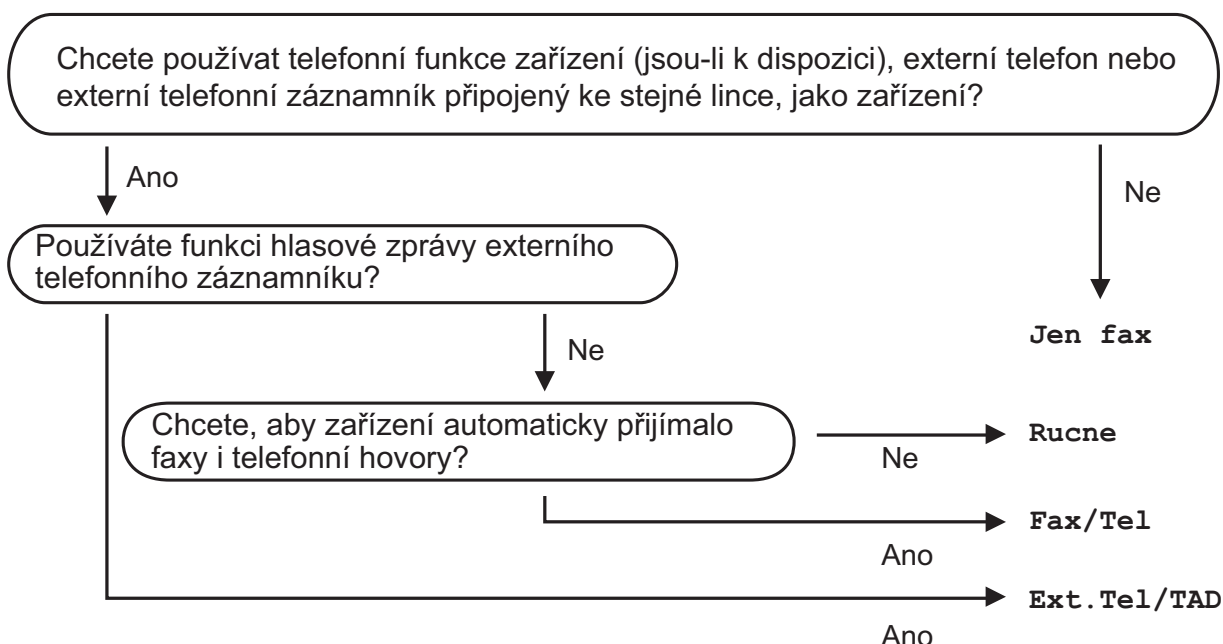 Chcete používat telefonní funkce zařízení (jsou-li k dispozici), externí telefon nebo
externí telefonní záznamník připojený ke stejné lince, jako zařízení?
Ano
Ne
Používáte funkci hlasové zprávy externího
telefonního záznamníku?
Jen fax
Ne
Chcete, aby zařízení automaticky přijímalo
faxy i telefonní hovory?
Rucne
Ne
Fax/Tel
Ano
Ext.Tel/TAD
Ano